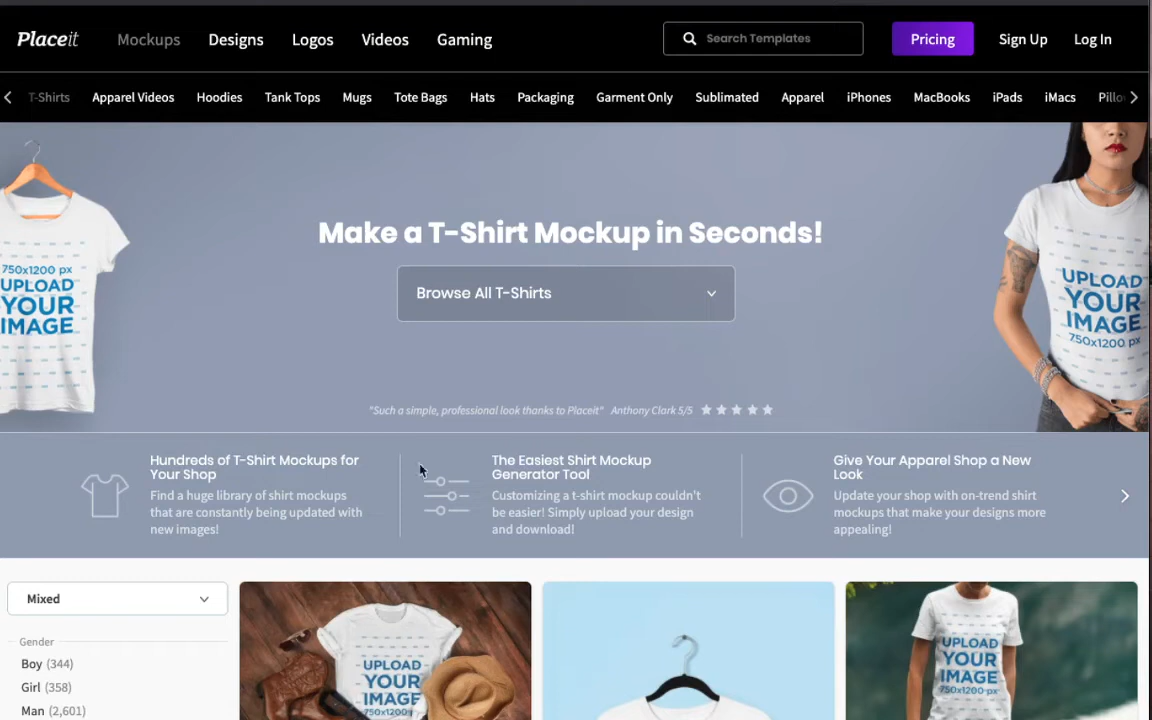 Placeit
Mockups
Designs
Logos
Videos
Gaming
Search Templates
Pricing
Sign Up
Log In
T-Shirts
Apparel Videos
Hoodies
Tank Tops
Mugs
Tote Bags
Hats
Packaging
Garment Only
Sublimated
Apparel
iPhones
MacBooks
iPads
iMacs
Pillo
750x1200 px
UPLOAD
YOUR
IMAGE
Make a T-Shirt Mockup in Seconds!
Browse All T-Shirts
"Such a simple, professional look thanks to Placeit" Anthony Clark 5/5
UPLOAD
YOUR
IMAGE
750x1200 px
Hundreds of T-Shirt Mockups for
Your Shop
Find a huge library of shirt mockups
that are constantly being updated with
new images!
The Easiest Shirt Mockup
Generator Tool
Customizing a t-shirt mockup couldn't
be easier! Simply upload your design
and download!
Give Your Apparel Shop a New
Look
Update your shop with on-trend shirt
mockups that make your designs more
appealing!
Mixed
Gender
Boy (344)
Girl (358)
Man (2,601)
UPLOAD
YOUR
IMAGE
750x1200 px
UPLOAD
YOUR
IMAGE
750x1200 px